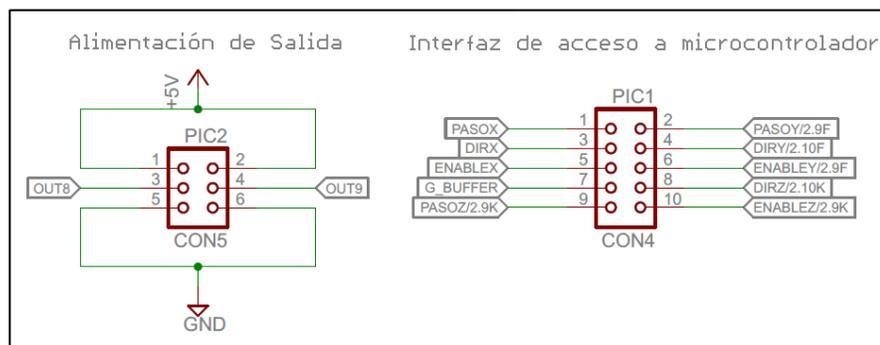 Alimentación de Salida
+5V
PIC2
1 2
OUT8 3 4 OUT9
5 6
CON5
GND
Interfaz de acceso a microcontrolador
PIC1
PASOX 1 2 PASOY/2.9F
DIRX 3 4 DIRY/2.10F
ENABLEX 5 6 ENABLEY/2.9F
G_BUFFER 7 8 DIRZ/2.10K
PASOZ/2.9K 9 10 ENABLEZ/2.9K
CON4